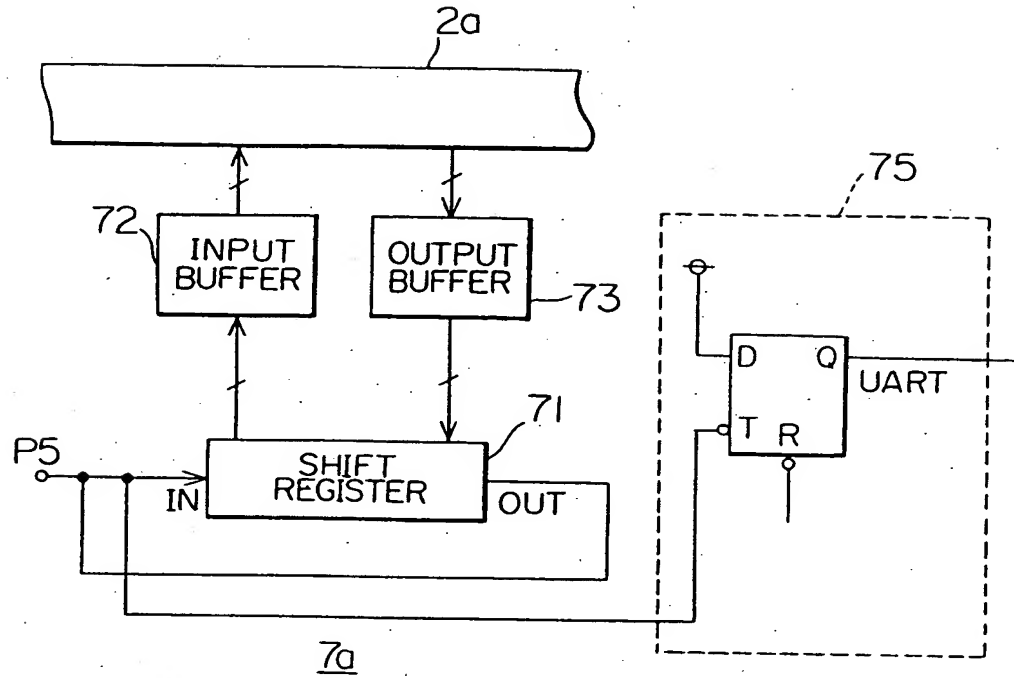 2a
72
INPUT
BUFFER
OUTPUT
BUFFER
73
75
D
Q
UART
T
R
71
P5
IN
SHIFT
REGISTER
OUT
7a